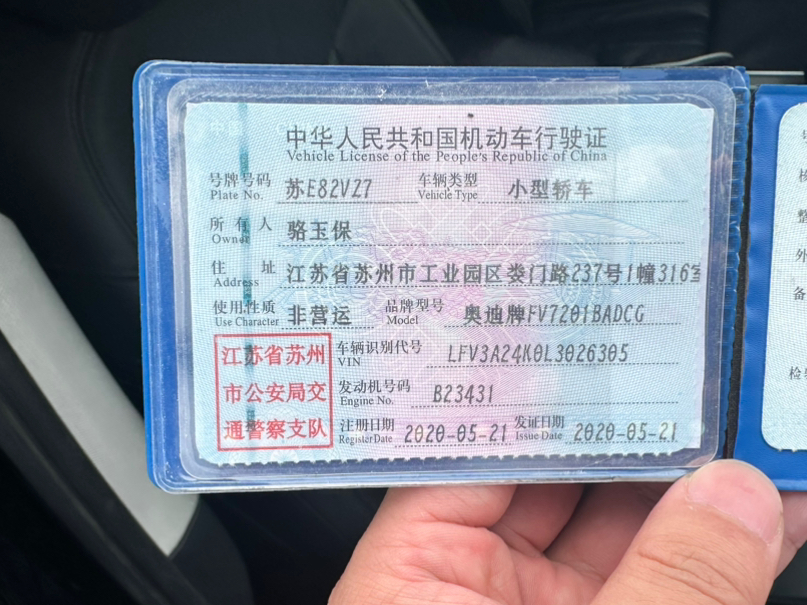 中华人民共和国机动车行驶证
Vehicle License of the People's Republic of China
号牌号码 苏E82VZ7 车辆类型 小型轿车
Plate No. Vehicle Type
所有人 骆玉保
Owner
住址 江苏省苏州市工业园区娄门路237号1幢316室
Address
使用性质 非营运 品牌型号 奥迪牌FV7201BADCG
Use Character Model
江苏省苏州
市公安局交
通警察支队
车辆识别代号 LFV3A24K0L3026305
VIN
发动机号码 B23431
Engine No.
注册日期 2020-05-21 发证日期 2020-05-21
Register Date Issue Date
号
核
整
外
备
检验